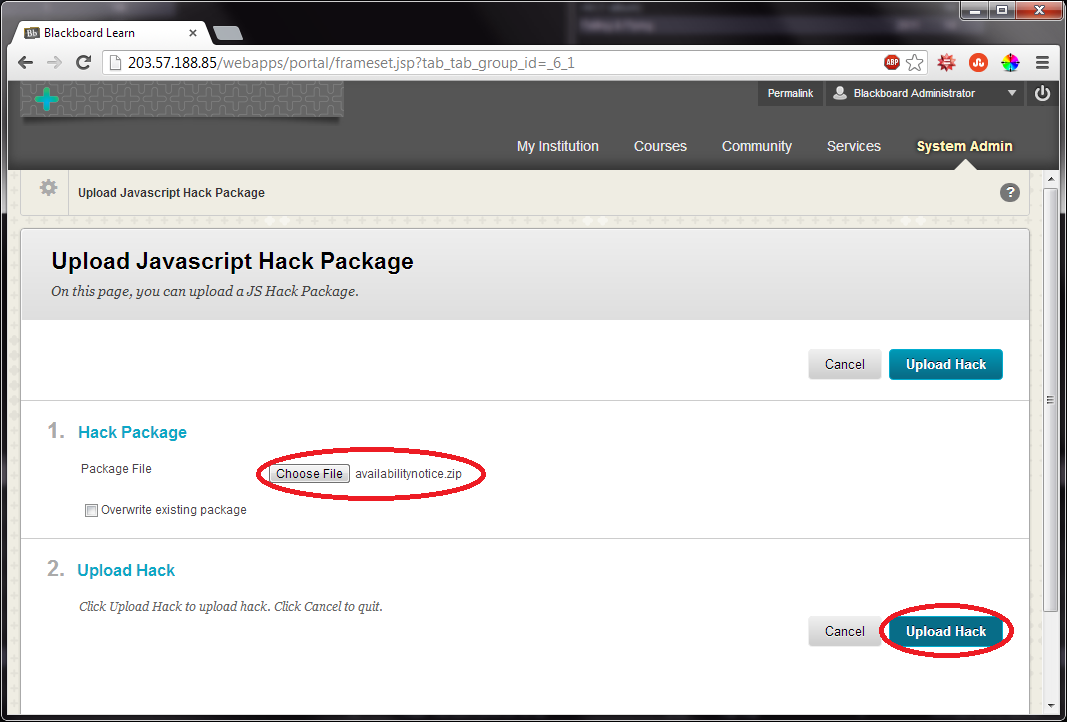 Blackboard Learn
203.57.188.85/webapps/portal/frameset.jsp?tab_tab_group_id=_6_1
ABP
Permalink
Blackboard Administrator
My Institution
Courses
Community
Services
System Admin
Upload Javascript Hack Package
?
Upload Javascript Hack Package
On this page, you can upload a JS Hack Package.
Cancel
Upload Hack
1. Hack Package
Package File
Choose File availabilitynotice.zip
Overwrite existing package
2. Upload Hack
Click Upload Hack to upload hack. Click Cancel to quit.
Cancel
Upload Hack